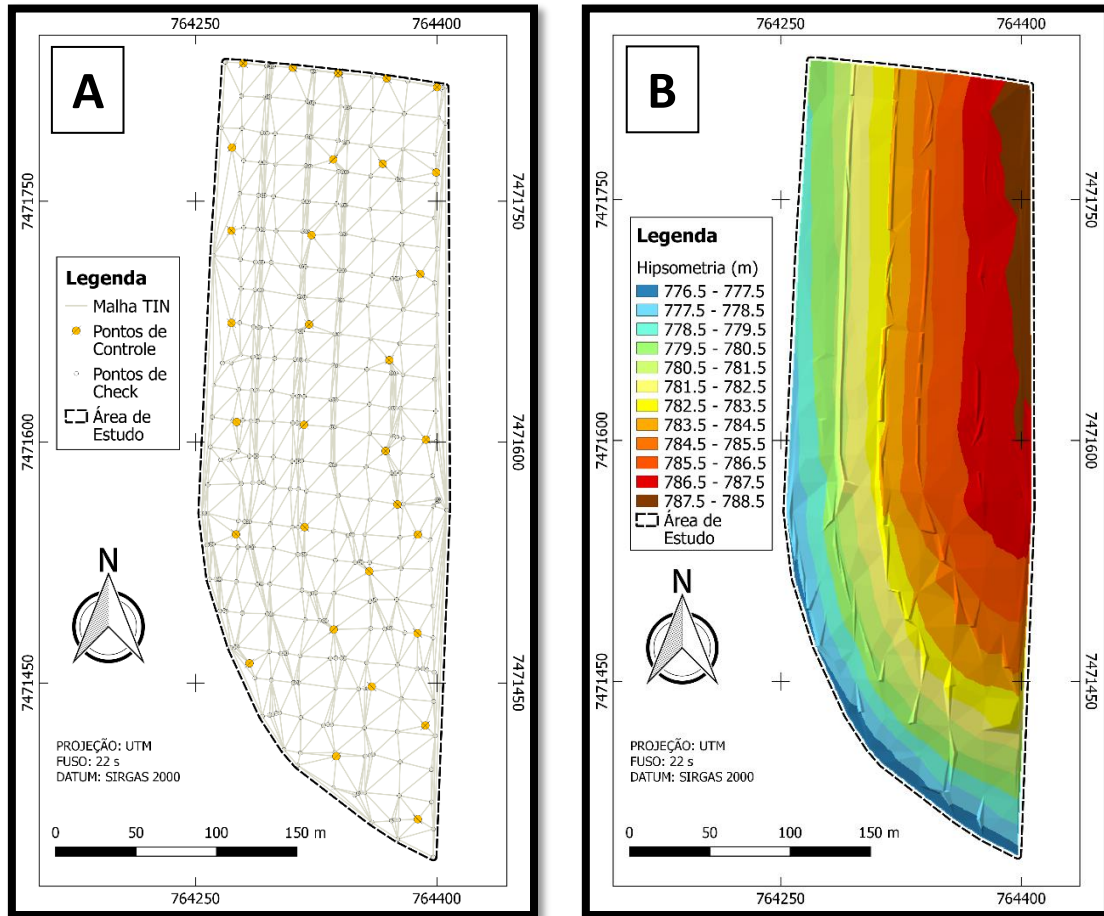 764250
764400
A
7471750
7471750
Legenda
Malha TIN
Pontos de
Controle
Pontos de
Check
Área de
Estudo
7471600
7471600
N
7471450
7471450
PROJEÇÃO: UTM
FUSO: 22 s
DATUM: SIRGAS 2000
0 50 100 150 m
764250
764400
764250
764400
B
7471750
7471750
Legenda
Hipsometria (m)
776.5 - 777.5
777.5 - 778.5
778.5 - 779.5
779.5 - 780.5
780.5 - 781.5
781.5 - 782.5
782.5 - 783.5
783.5 - 784.5
784.5 - 785.5
785.5 - 786.5
786.5 - 787.5
787.5 - 788.5
Área de
Estudo
7471600
7471600
N
7471450
7471450
PROJEÇÃO: UTM
FUSO: 22 s
DATUM: SIRGAS 2000
0 50 100 150 m
764250
764400